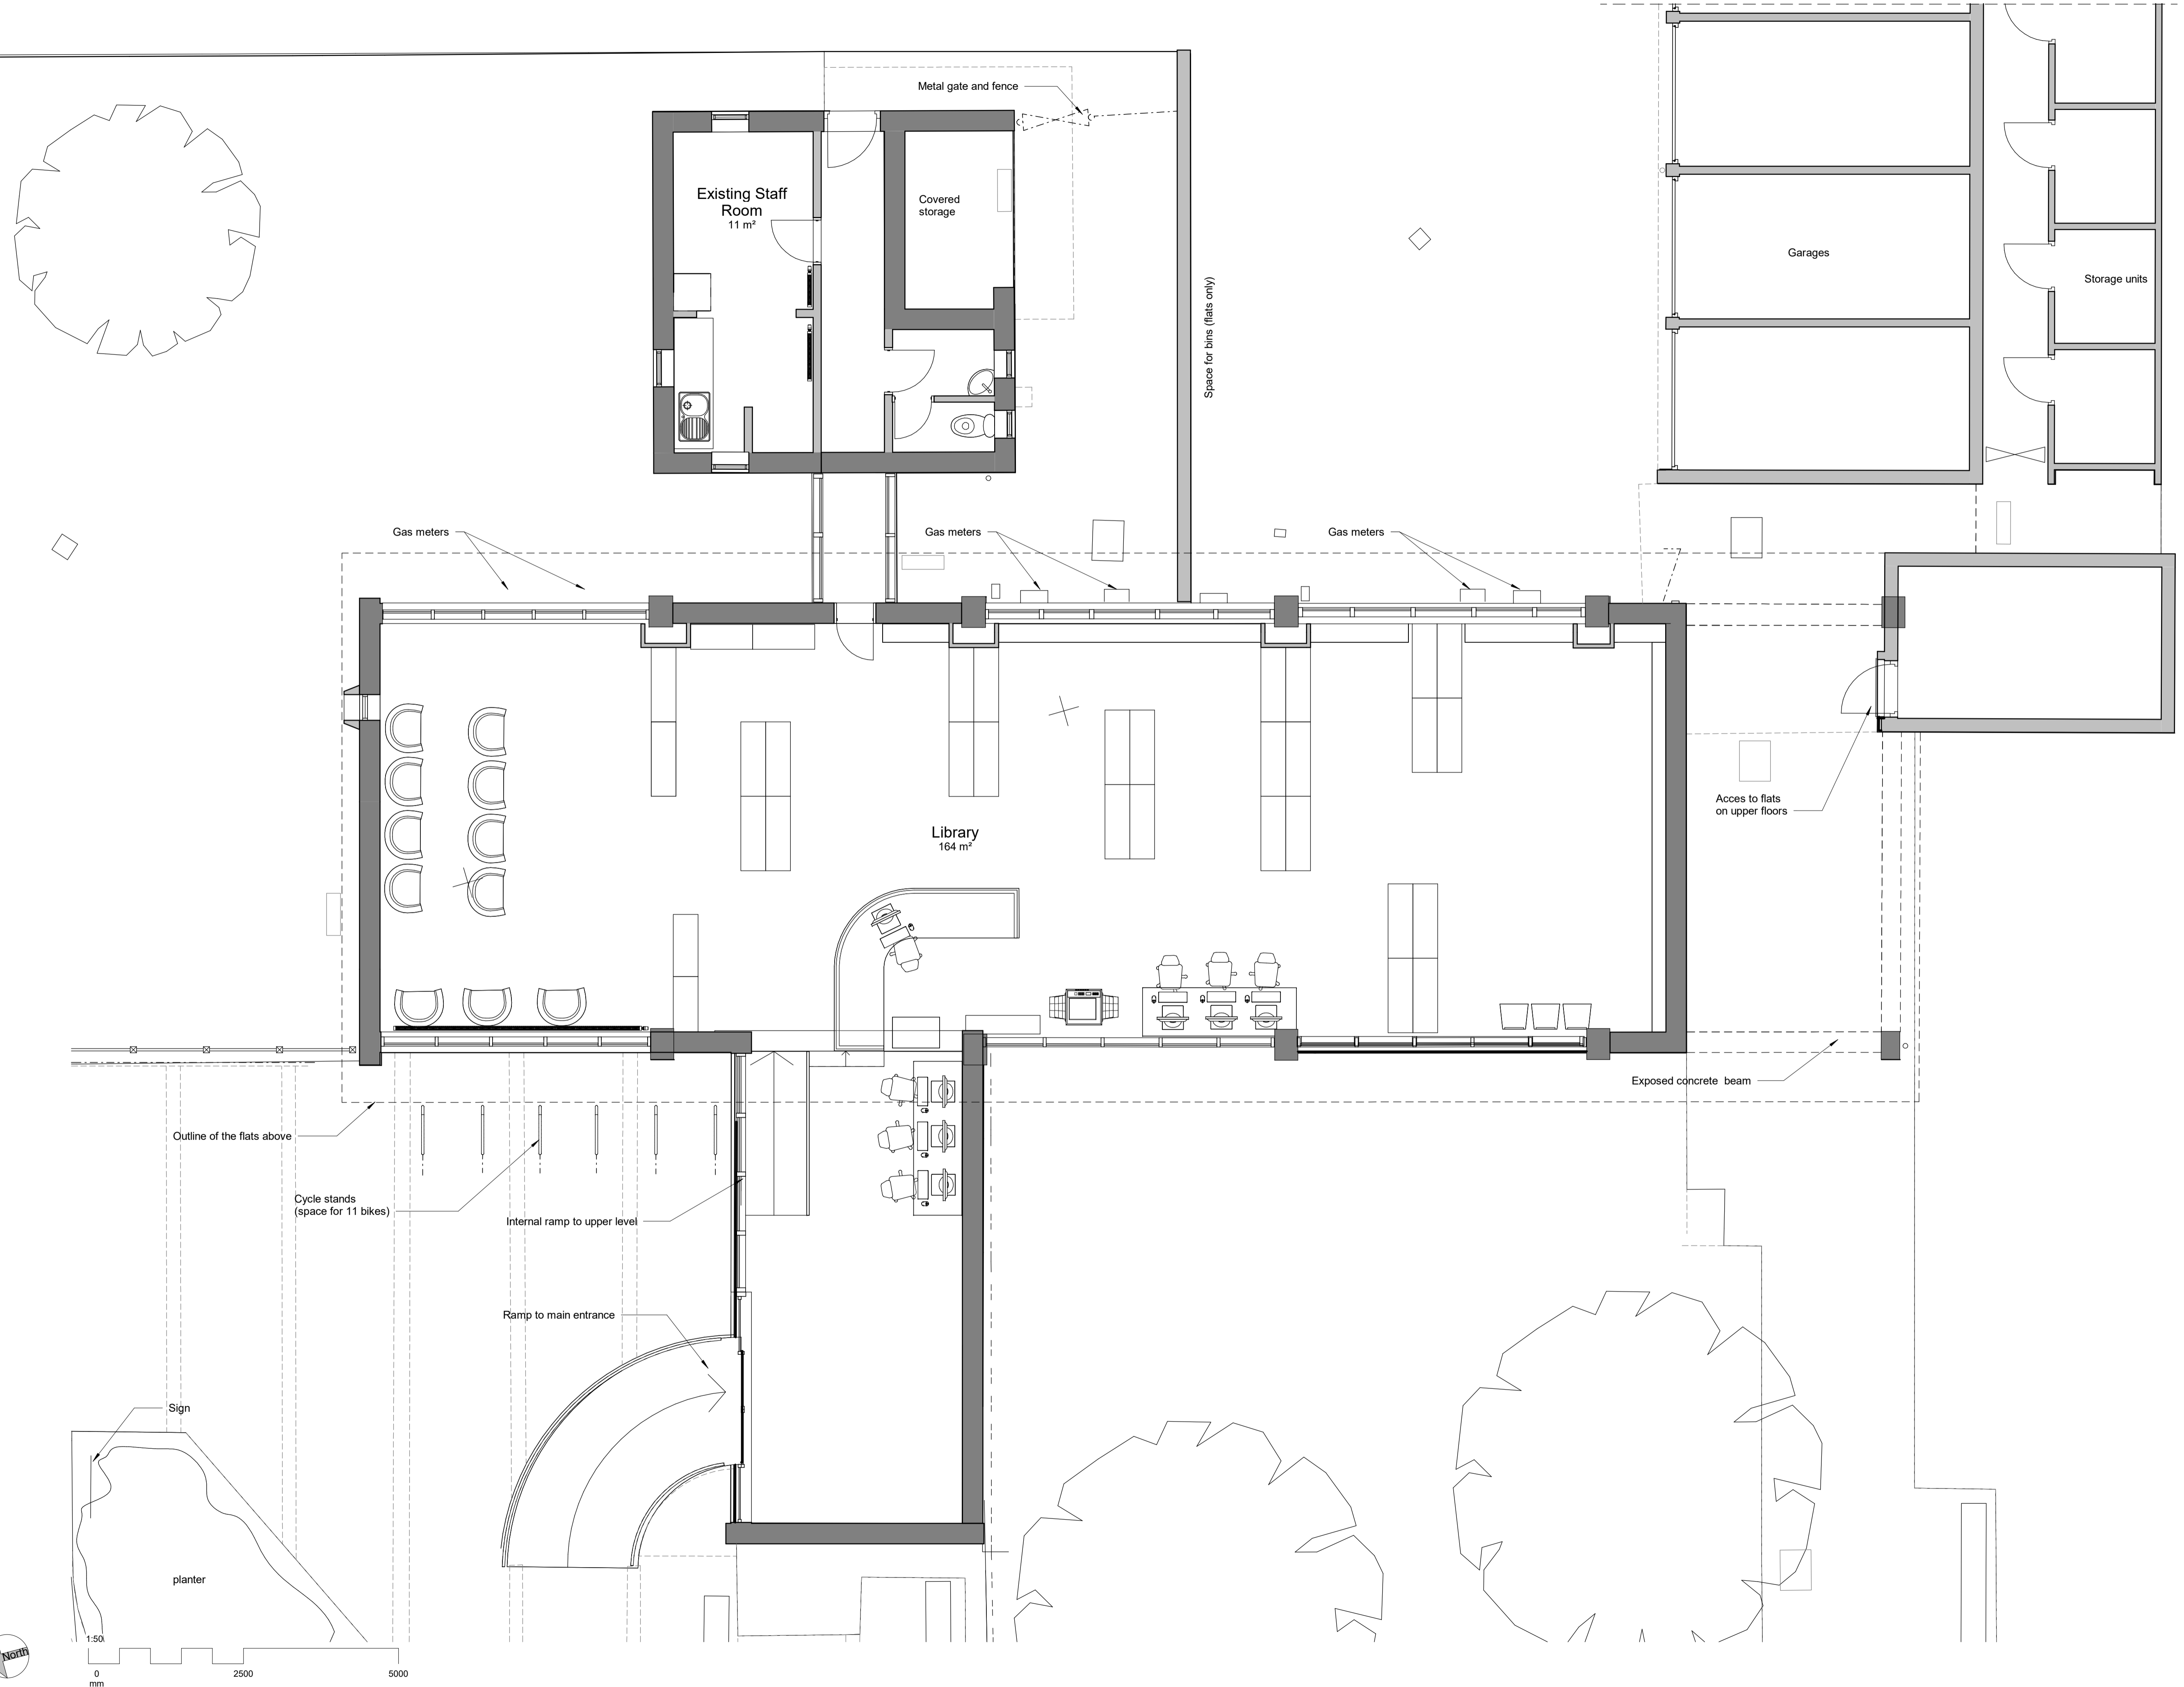 Metal gate and fence
Existing Staff
Room
11 m²
Covered
storage
Space for bins (flats only)
Garages
Storage units
Gas meters
Gas meters
Gas meters
Acces to flats
on upper floors
Library
164 m²
Exposed concrete beam
Outline of the flats above
Cycle stands
(space for 11 bikes)
Internal ramp to upper level
Ramp to main entrance
Sign
planter
1:50
North
0
mm
2500
5000